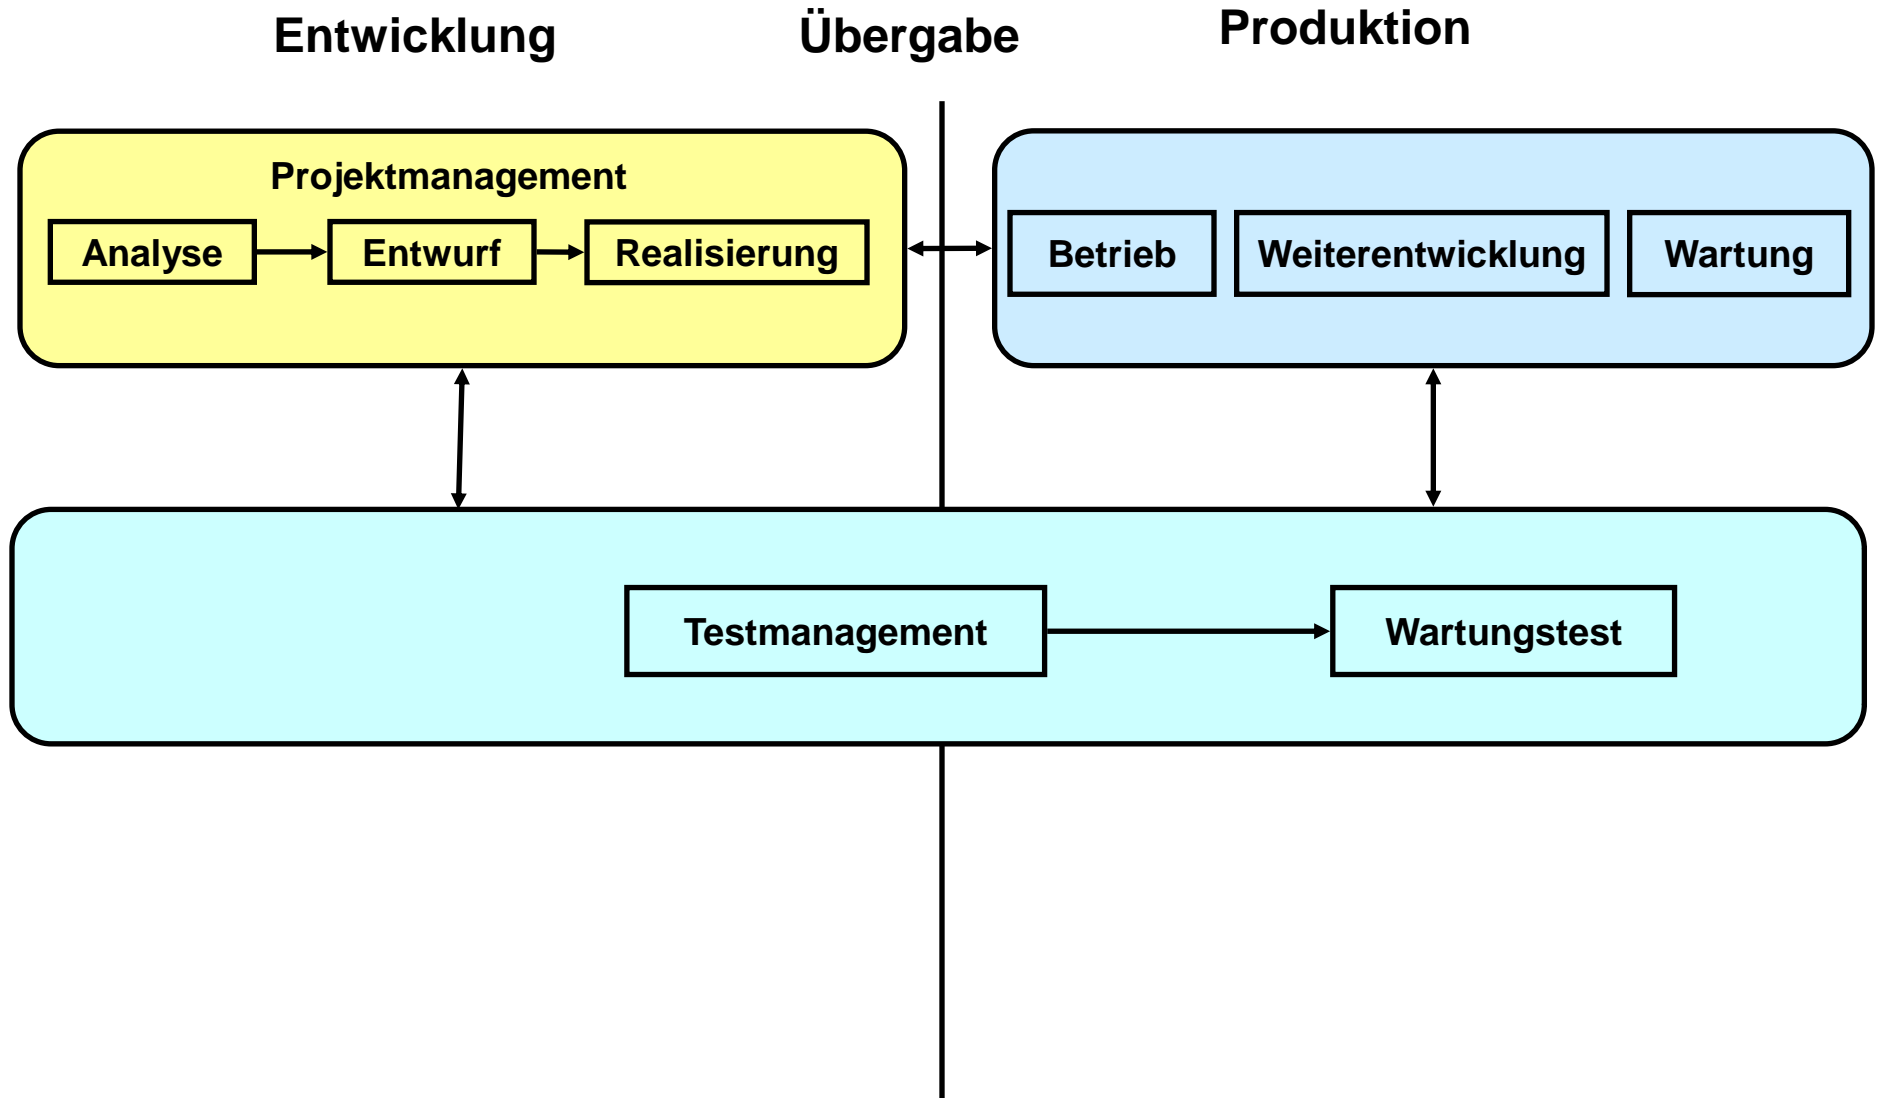 Entwicklung
Übergabe
Produktion
Projektmanagement
Analyse
Entwurf
Realisierung
Betrieb
Weiterentwicklung
Wartung
Testmanagement
Wartungstest